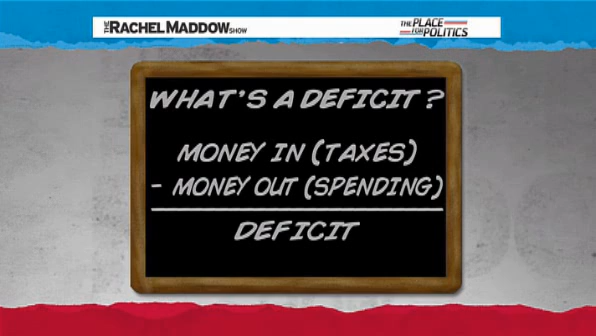 THE RACHEL MADDOW SHOW
THE PLACE
FOR POLITICS
WHAT'S A DEFICIT?
MONEY IN (TAXES)
- MONEY OUT (SPENDING)
DEFICIT